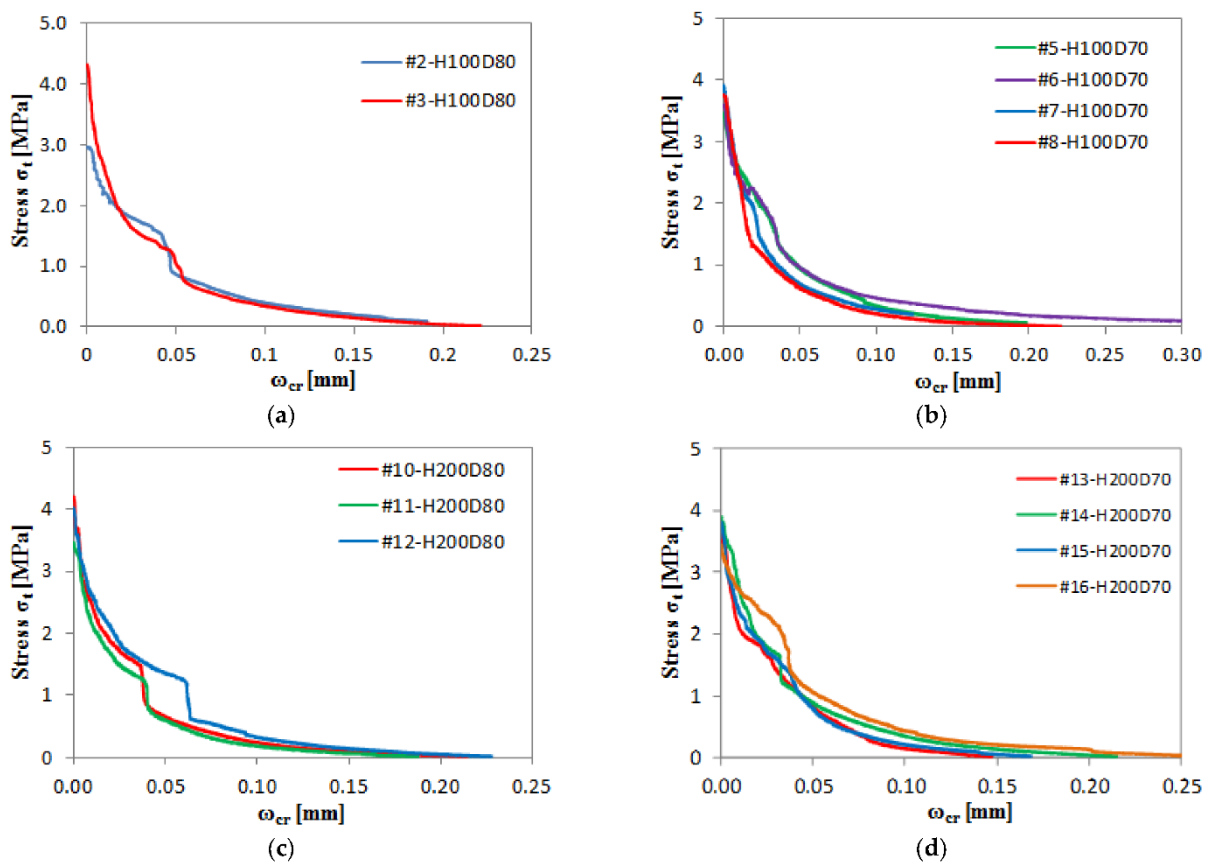 5.0
4.0
3.0
2.0
1.0
0.0
Stress σt [MPa]
#2-H100D80
#3-H100D80
0 0.05 0.10 0.15 0.20 0.25
ωcr [mm]
(a)
5
4
3
2
1
0
Stress σt [MPa]
#5-H100D70
#6-H100D70
#7-H100D70
#8-H100D70
0.00 0.05 0.10 0.15 0.20 0.25 0.30
ωcr [mm]
(b)
5
4
3
2
1
0
Stress σt [MPa]
#10-H200D80
#11-H200D80
#12-H200D80
0.00 0.05 0.10 0.15 0.20 0.25
ωcr [mm]
(c)
5
4
3
2
1
0
Stress σt [MPa]
#13-H200D70
#14-H200D70
#15-H200D70
#16-H200D70
0.00 0.05 0.10 0.15 0.20 0.25
ωcr [mm]
(d)